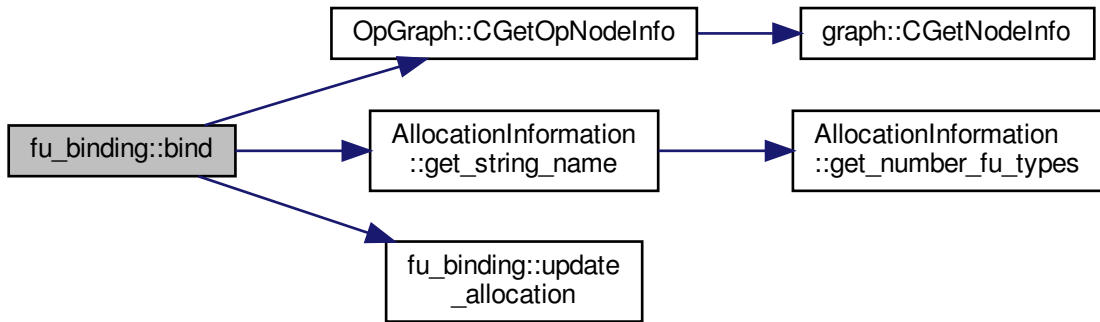 OpGraph::CGetOpNodeInfo
graph::CGetNodeInfo
fu_binding::bind
AllocationInformation
::get_string_name
AllocationInformation
::get_number_fu_types
fu_binding::update
_allocation